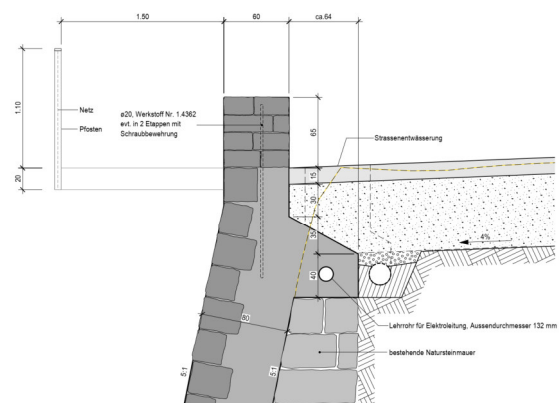 1.50
60
ca.64
1.10
20
Netz
Pfosten
ø20, Werkstoff Nr. 1.4362
evt. in 2 Etappen mit
Schraubbewehrung
65
15
30
35
40
Strassenentwässerung
4%
80
5:1
5:1
Lehrrohr für Elektroleitung, Aussendurchmesser 132 mm
bestehende Natursteinmauer